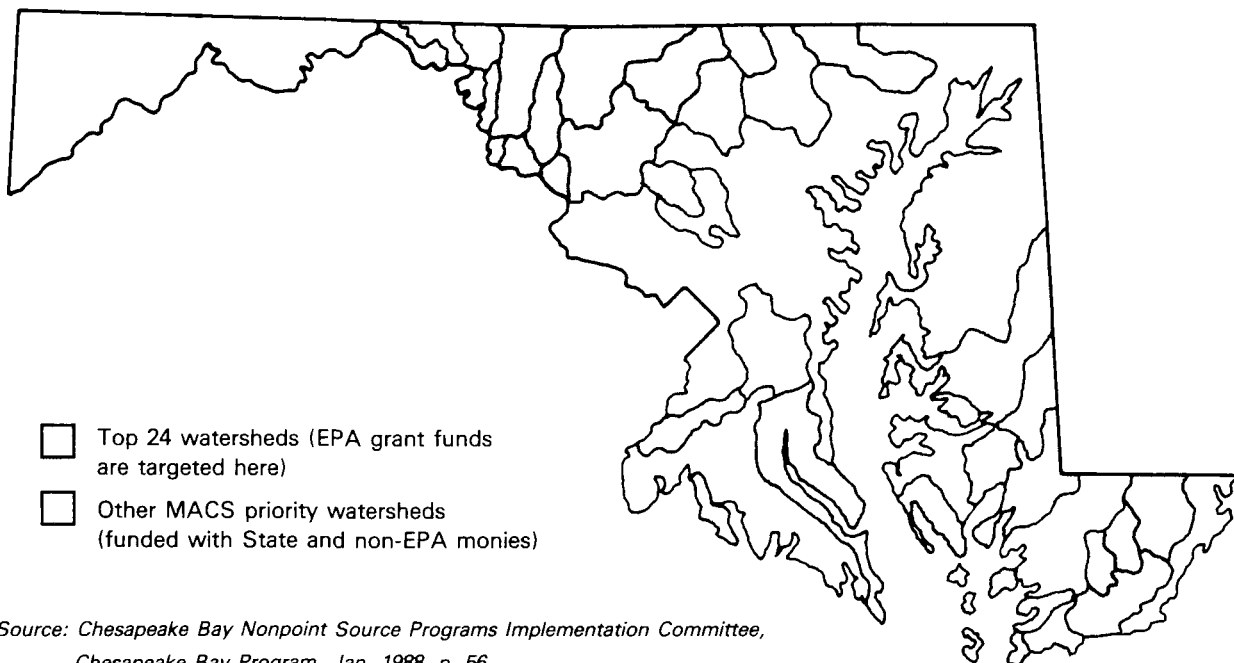 Top 24 watersheds (EPA grant funds
are targeted here)
Other MACS priority watersheds
(funded with State and non-EPA monies)
Source: Chesapeake Bay Nonpoint Source Programs Implementation Committee,
Chesapeake Bay Program, Jan. 1988, p. 56.